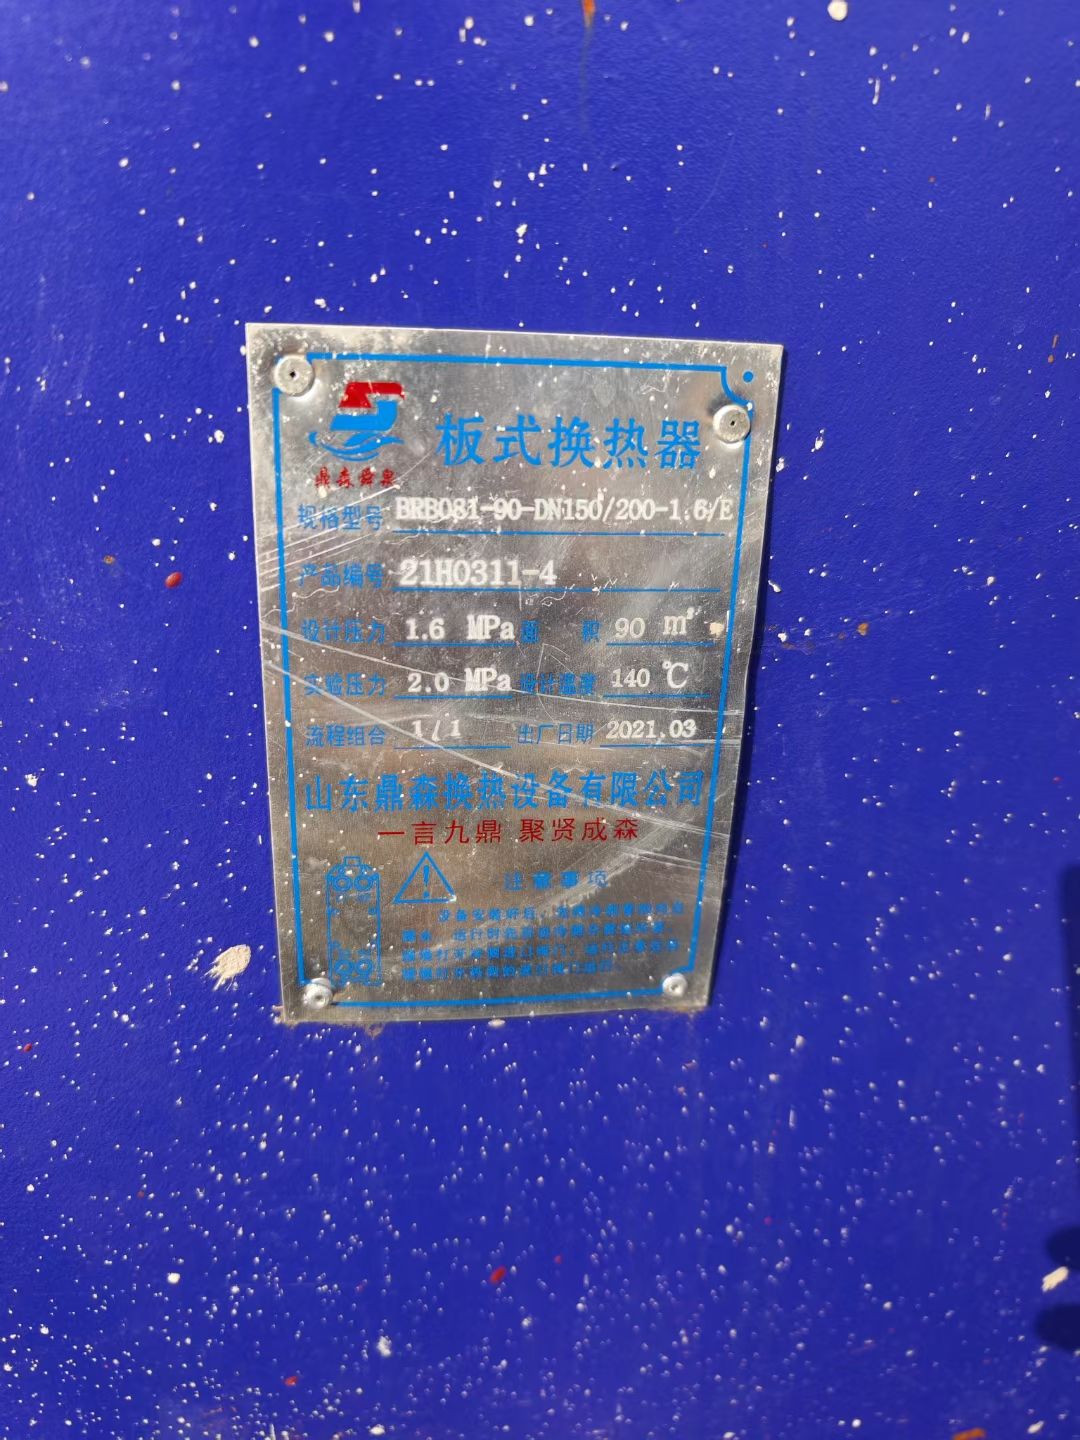 板式换热器
鼎森舜泉
规格型号 BRB081-90-DN150/200-1.6/E
产品编号 21H0311-4
设计压力 1.6 MPa 面 积 90 m²
实验压力 2.0 MPa 设计温度 140 ℃
流程组合 1/1 出厂日期 2021.03
山东鼎森换热设备有限公司
一言九鼎 聚贤成森
注意事项